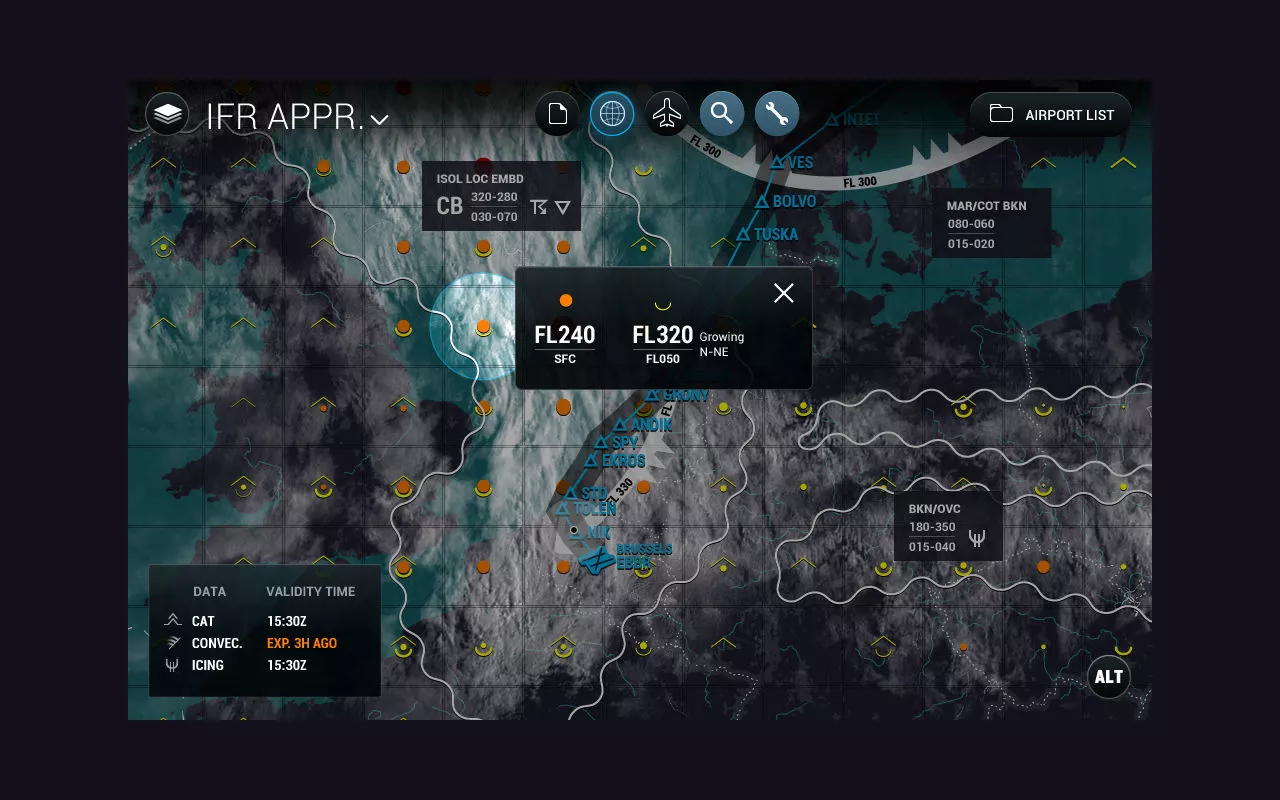 IFR APPR.
AIRPORT LIST
INTET
FL 300
VES
FL 300
ISOL LOC EMBD
CB
320-280
030-070
BOLVO
MAR/COT BKN
080-060
015-020
TUSKA
FL240
SFC
FL320
FL050
Growing
N-NE
GRONY
FL
ANDIK
SPY
EKROS
STD
FL 330
TOLEN
NIK
BRUSSELS
EBBR
BKN/OVC
180-350
015-040
DATA VALIDITY TIME
CAT 15:30Z
CONVEC. EXP. 3H AGO
ICING 15:30Z
ALT